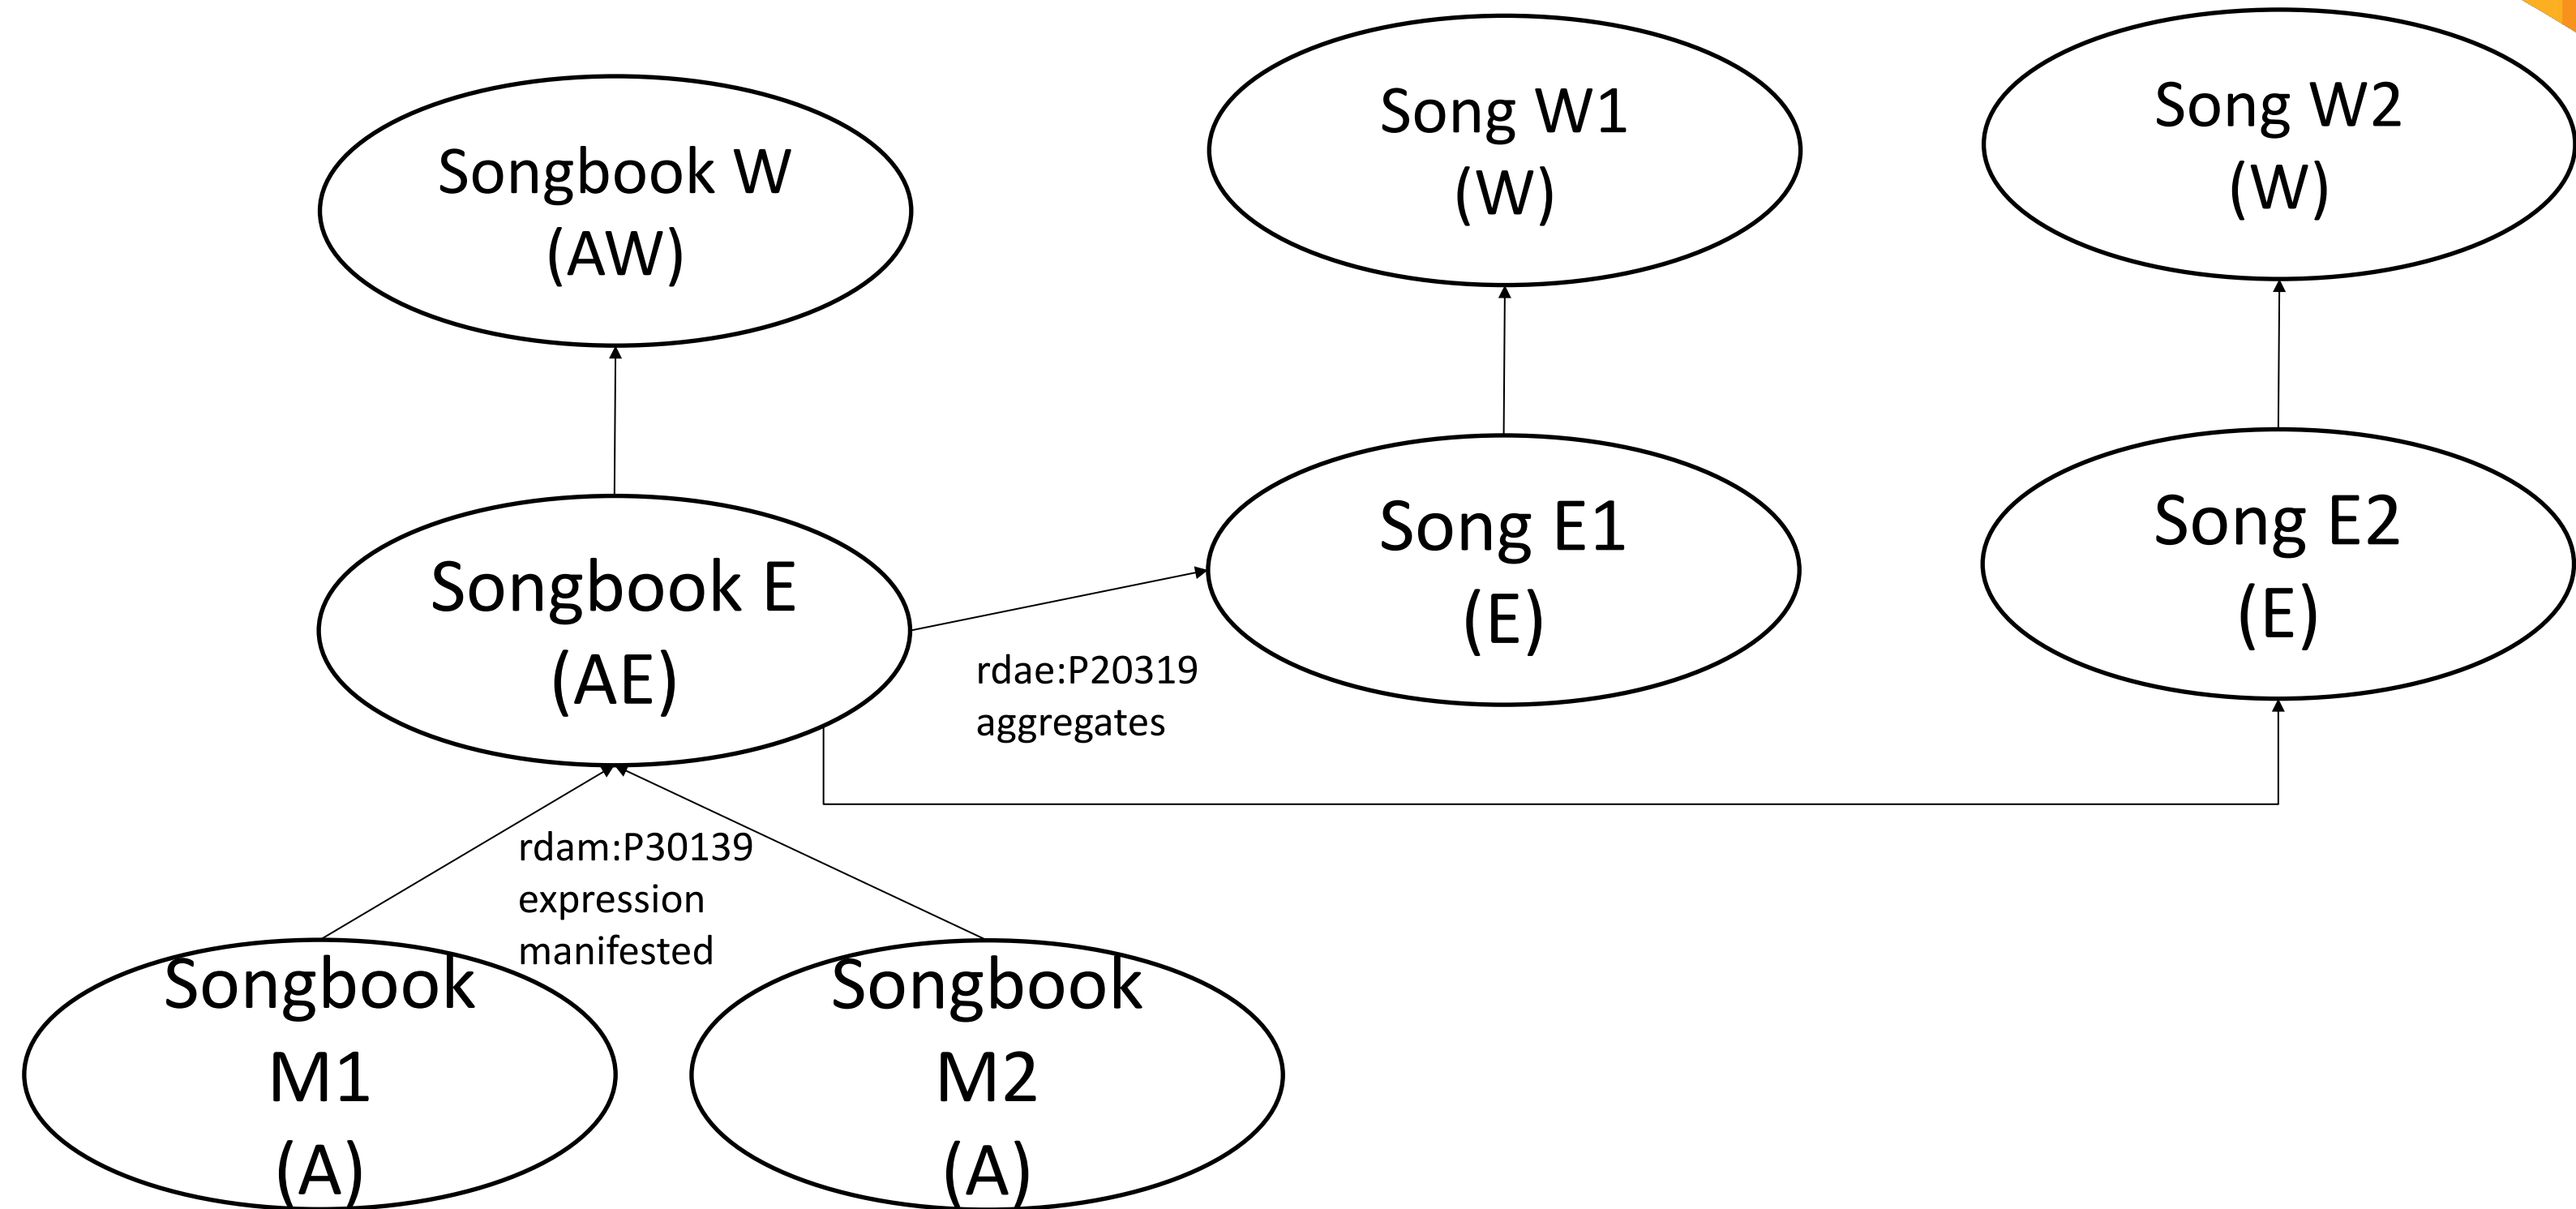 Songbook W
(AW)
Song W1
(W)
Song W2
(W)
Songbook E
(AE)
Song E1
(E)
Song E2
(E)
rdae:P20319
aggregates
rdam:P30139
expression
manifested
Songbook
M1
(A)
Songbook
M2
(A)